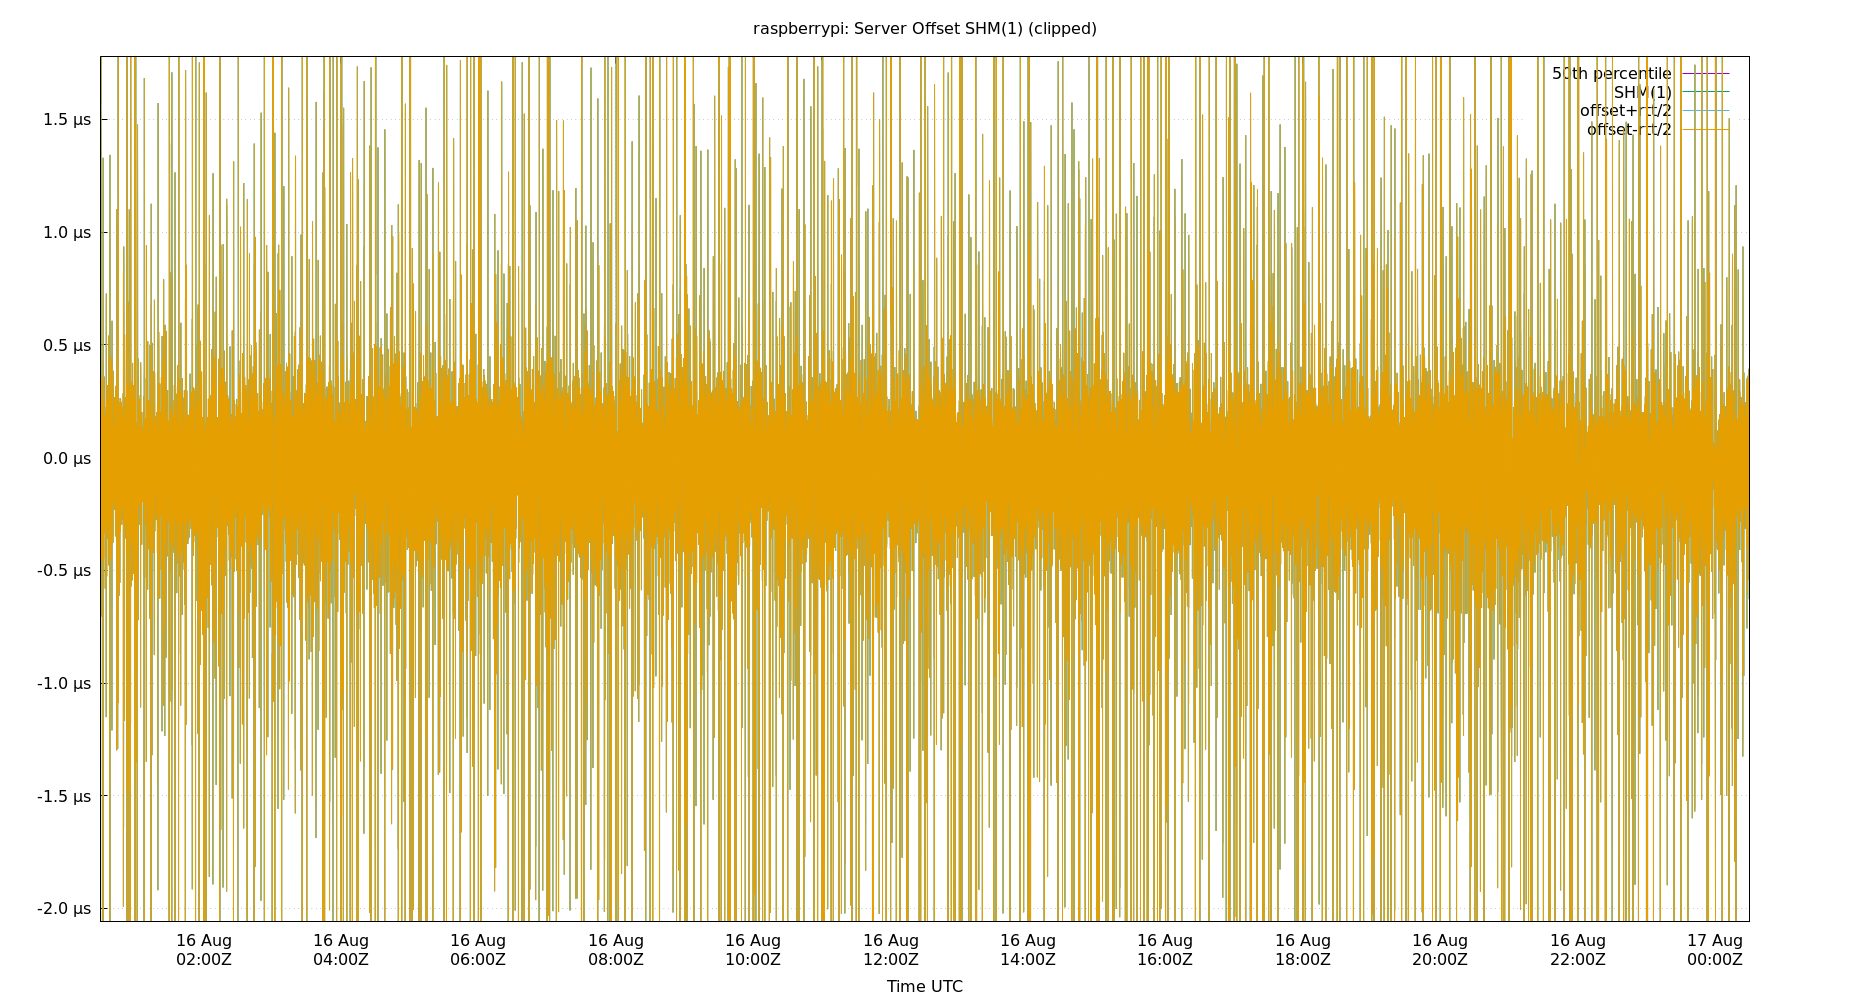 raspberrypi: Server Offset SHM(1) (clipped)
50th percentile
SHM(1)
offset+rtt/2
offset-rtt/2
1.5 µs
1.0 µs
0.5 µs
0.0 µs
-0.5 µs
-1.0 µs
-1.5 µs
-2.0 µs
16 Aug 16 Aug 16 Aug 16 Aug 16 Aug 16 Aug 16 Aug 16 Aug 16 Aug 16 Aug 16 Aug 17 Aug
02:00Z 04:00Z 06:00Z 08:00Z 10:00Z 12:00Z 14:00Z 16:00Z 18:00Z 20:00Z 22:00Z 00:00Z
Time UTC